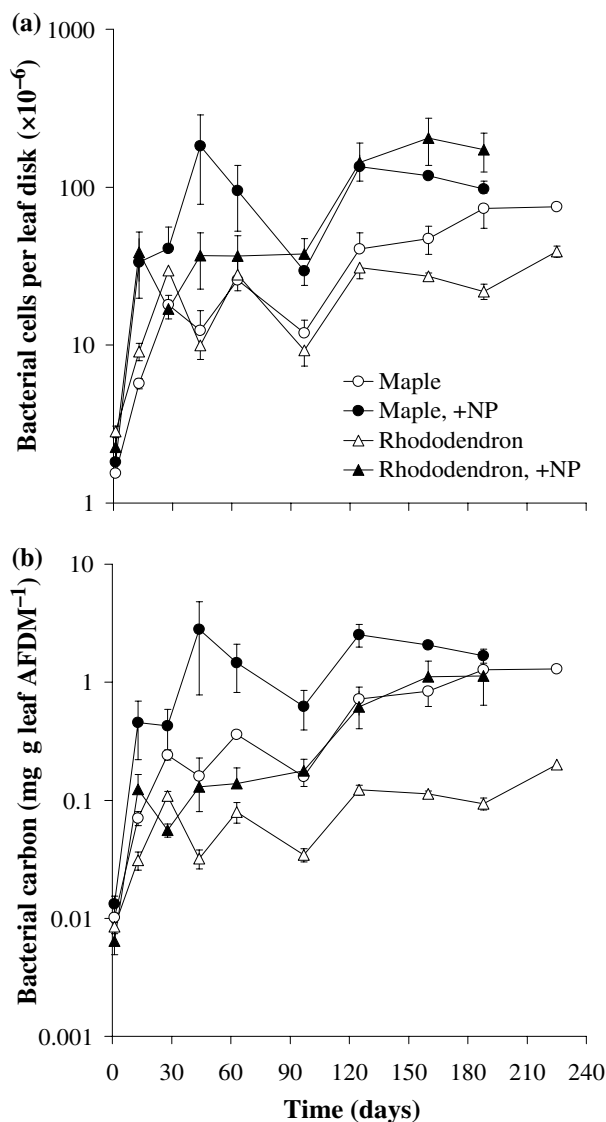 (a)
1000
100
10
1
Bacterial cells per leaf disk (×10⁻⁶)
Maple
Maple, +NP
Rhododendron
Rhododendron, +NP
(b)
10
1
0.1
0.01
0.001
Bacterial carbon (mg g leaf AFDM⁻¹)
0 30 60 90 120 150 180 210 240
Time (days)